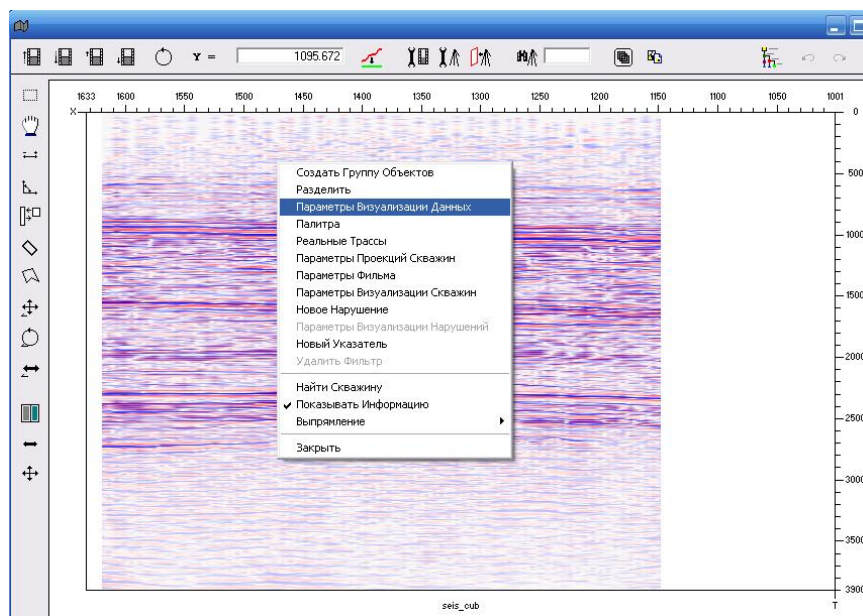 Y = 1095.672
X 1633 1600 1550 1500 1450 1400 1350 1300 1250 1200 1150 1100 1050 1001
0
500
1000
1500
2000
2500
3000
3500
3900
Создать Группу Объектов
Разделить
Параметры Визуализации Данных
Палитра
Реальные Трассы
Параметры Проекций Скважин
Параметры Фильма
Параметры Визуализации Скважин
Новое Нарушение
Параметры Визуализации Нарушений
Новый Указатель
Удалить Фильтр
Найти Скважину
Показывать Информацию
Выпрямление
Закрыть
seis_cub T